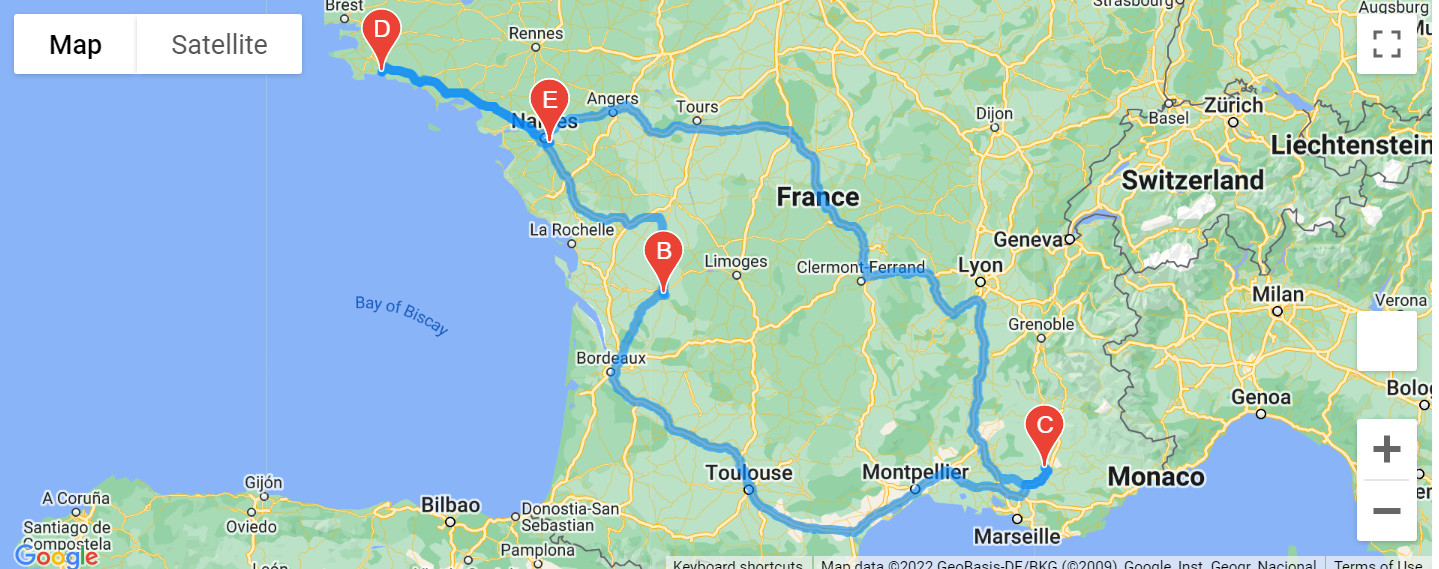 Brest
Strasbourg
Augsburg
Map
Satellite
D
Rennes
E
Angers
Tours
Nantes
Dijon
Basel
Zürich
Liechtenstein
Switzerland
France
La Rochelle
B
Limoges
Clermont-Ferrand
Lyon
Geneva
Milan
Verona
Bay of Biscay
Grenoble
Bordeaux
C
Genoa
Bolo
Toulouse
Montpellier
Monaco
Marseille
A Coruña
Gijón
Santiago de
Compostela
Oviedo
Bilbao
Donostia-San
Sebastian
Pamplona
León
Google
Keyboard shortcuts
Map data ©2022 GeoBasis-DE/BKG (©2009), Google, Inst. Geogr. Nacional
Terms of Use